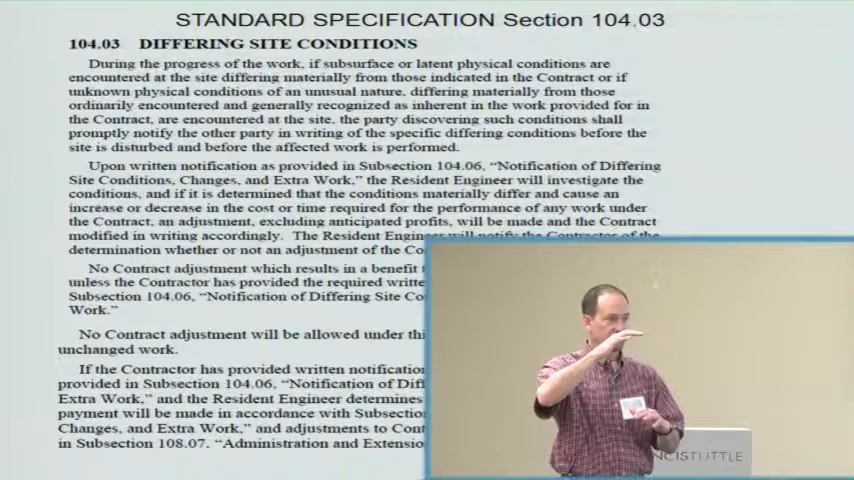 STANDARD SPECIFICATION Section 104.03
104.03 DIFFERING SITE CONDITIONS
During the progress of the work, if subsurface or latent physical conditions are
encountered at the site differing materially from those indicated in the Contract or if
unknown physical conditions of an unusual nature, differing materially from those
ordinarily encountered and generally recognized as inherent in the work provided for in
the Contract, are encountered at the site, the party discovering such conditions shall
promptly notify the other party in writing of the specific differing conditions before the
site is disturbed and before the affected work is performed.
Upon written notification as provided in Subsection 104.06, “Notification of Differing
Site Conditions, Changes, and Extra Work,” the Resident Engineer will investigate the
conditions, and if it is determined that the conditions materially differ and cause an
increase or decrease in the cost or time required for the performance of any work under
the Contract, an adjustment, excluding anticipated profits, will be made and the Contract
modified in writing accordingly. The Resident Engineer will notify the Contractor of the
determination whether or not an adjustment of the Co
No Contract adjustment which results in a benefit
unless the Contractor has provided the required writte
Subsection 104.06, “Notification of Differing Site Co
Work.”
No Contract adjustment will be allowed under thi
unchanged work.
If the Contractor has provided written notification
provided in Subsection 104.06, “Notification of Diff
Extra Work,” and the Resident Engineer determines
payment will be made in accordance with Subsection
Changes, and Extra Work,” and adjustments to Cont
in Subsection 108.07, “Administration and Extensio
NCISTUTTLE